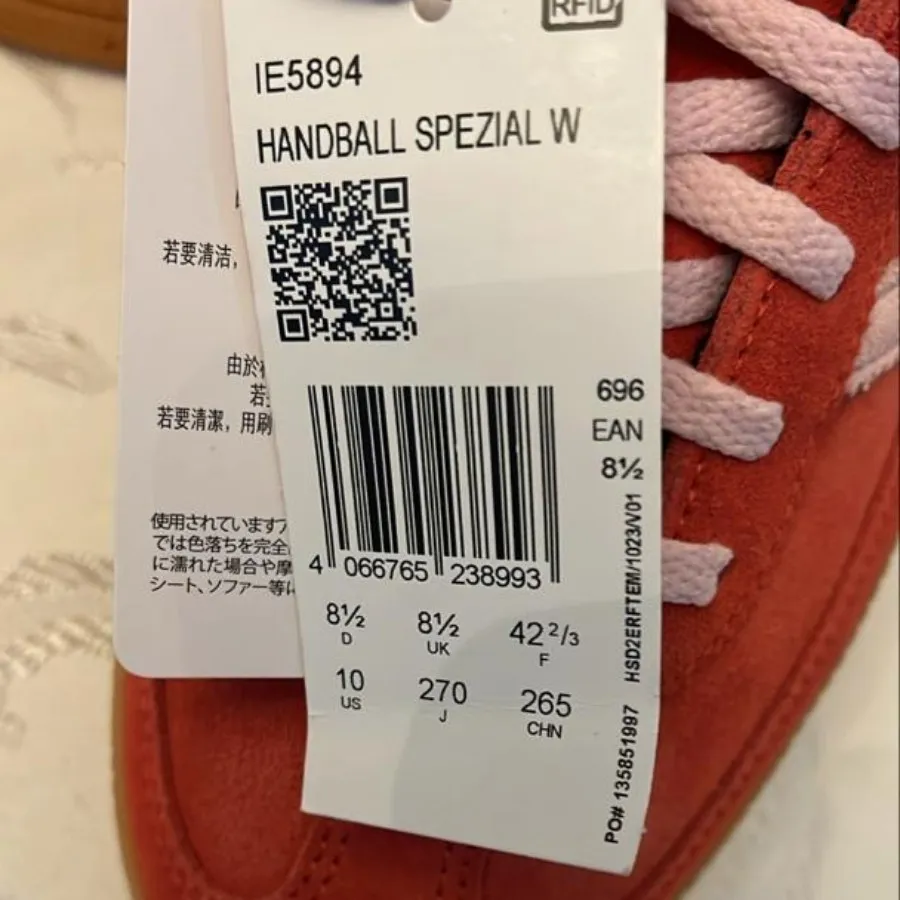 RFID
IE5894
HANDBALL SPEZIAL W
696
EAN
8½
4 066765 238993
8½
D
8½
UK
42 2/3
F
10
US
270
J
265
CHN
HSD2ERFTEM/1023/V01
PO# 135851997
若要清洁，
由於
若
若要清潔，用刷
使用されています
では色落ちを完全
に濡れた場合や摩
シート、ソファー等に